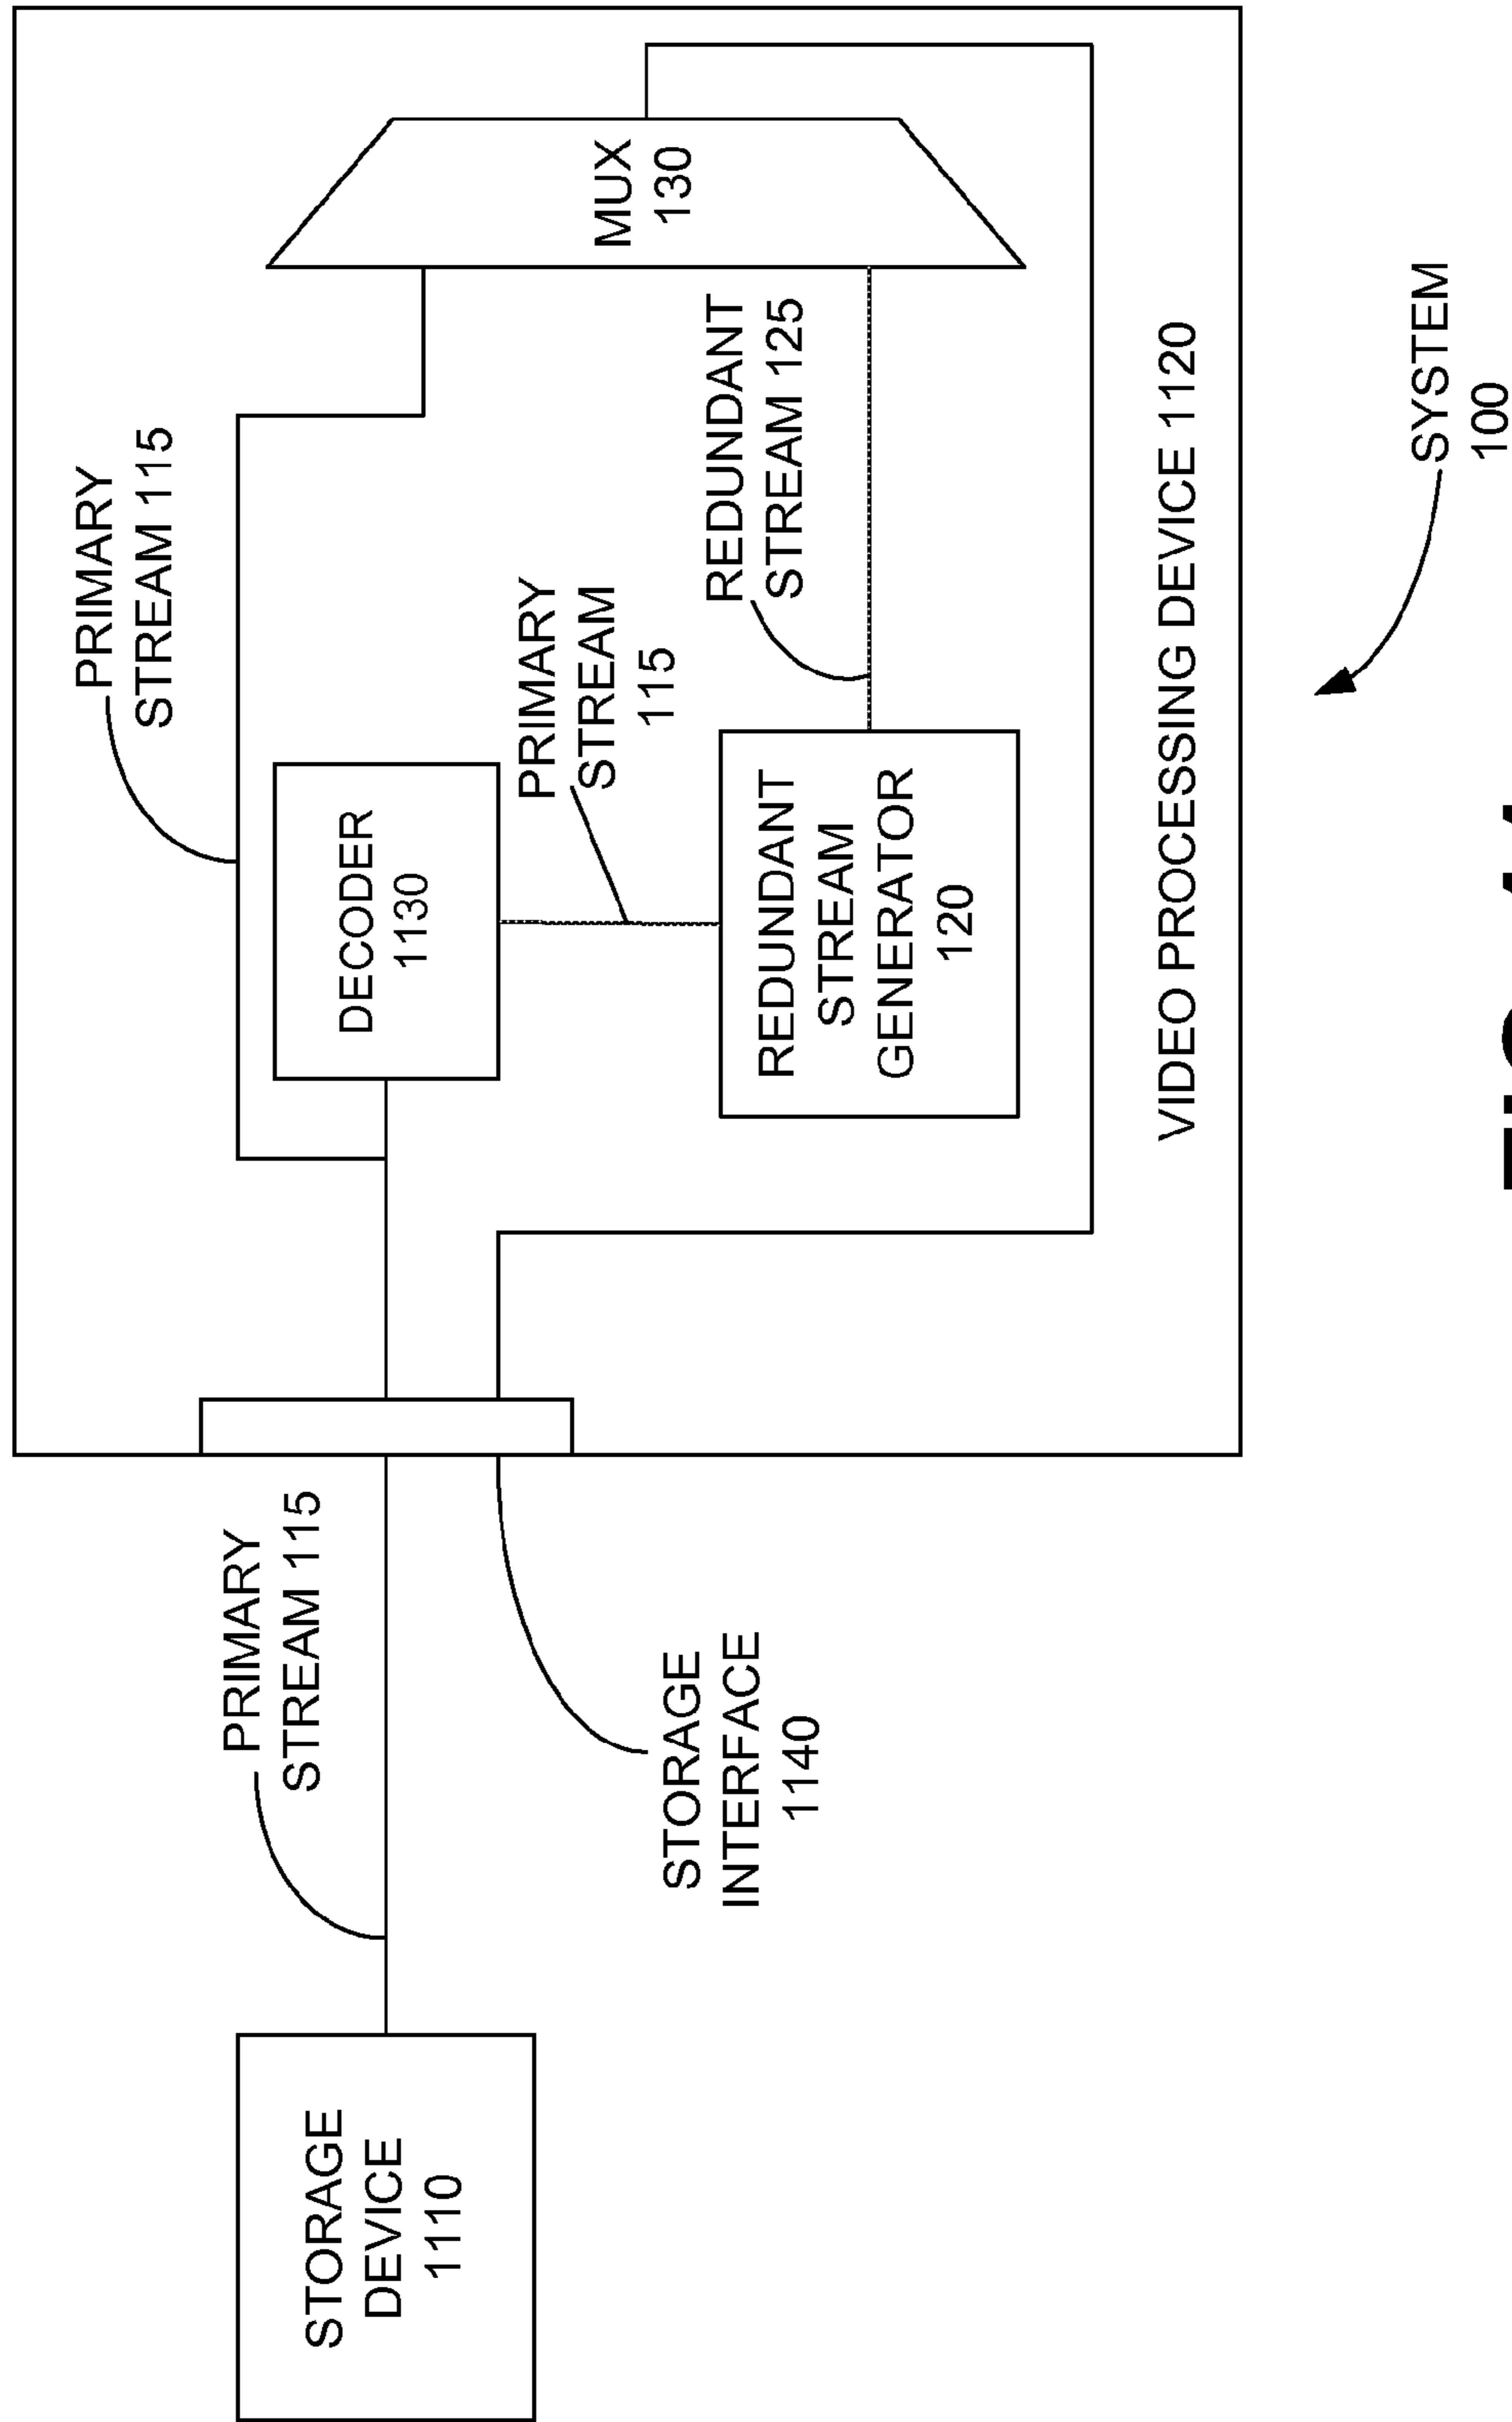 PRIMARY
STREAM 115
STORAGE
DEVICE
1110
PRIMARY
STREAM 115
STORAGE
INTERFACE
1140
DECODER
1130
PRIMARY
STREAM
115
REDUNDANT
STREAM
GENERATOR
120
REDUNDANT
STREAM 125
MUX
130
VIDEO PROCESSING DEVICE 1120
SYSTEM
100